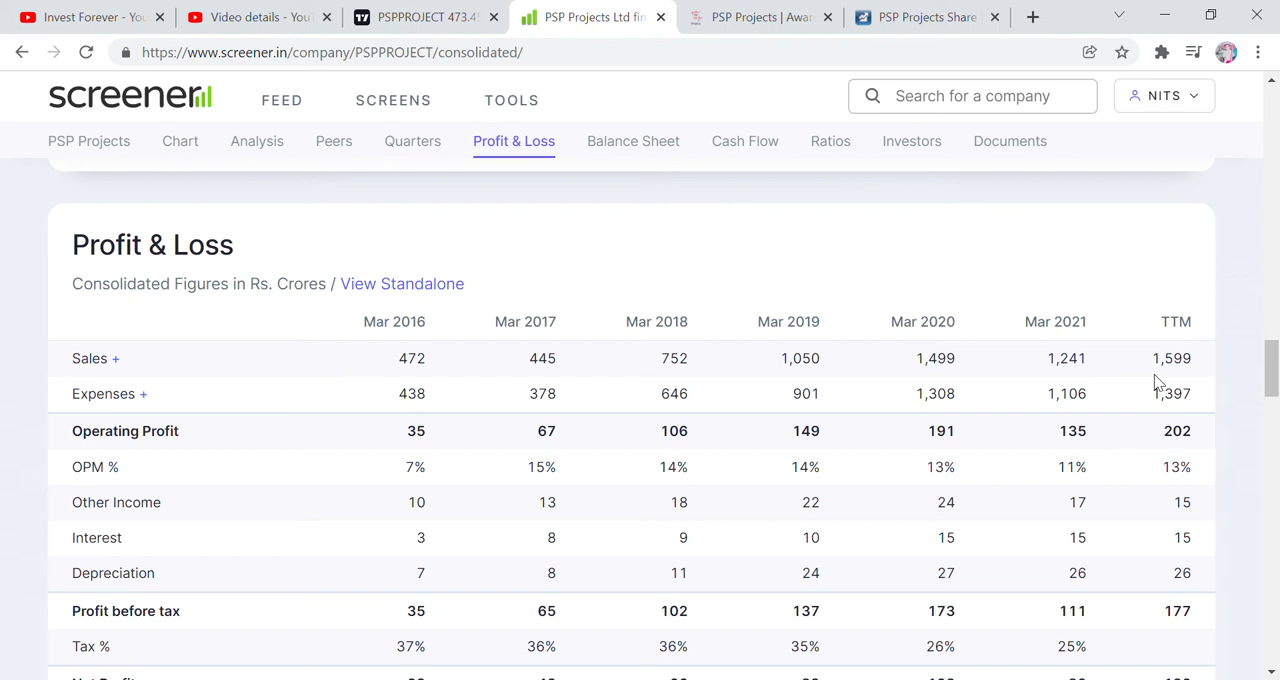 Invest Forever - You
Video details - YouT
PSPPROJECT 473.4
PSP Projects Ltd fin
PSP Projects | Awar
PSP Projects Share
https://www.screener.in/company/PSPPROJECT/consolidated/
screener
FEED SCREENS TOOLS
Search for a company
NITS
PSP Projects Chart Analysis Peers Quarters Profit & Loss Balance Sheet Cash Flow Ratios Investors Documents
Profit & Loss
Consolidated Figures in Rs. Crores / View Standalone
Mar 2016 Mar 2017 Mar 2018 Mar 2019 Mar 2020 Mar 2021 TTM
Sales + 472 445 752 1,050 1,499 1,241 1,599
Expenses + 438 378 646 901 1,308 1,106 1,397
Operating Profit 35 67 106 149 191 135 202
OPM % 7% 15% 14% 14% 13% 11% 13%
Other Income 10 13 18 22 24 17 15
Interest 3 8 9 10 15 15 15
Depreciation 7 8 11 24 27 26 26
Profit before tax 35 65 102 137 173 111 177
Tax % 37% 36% 36% 35% 26% 25%